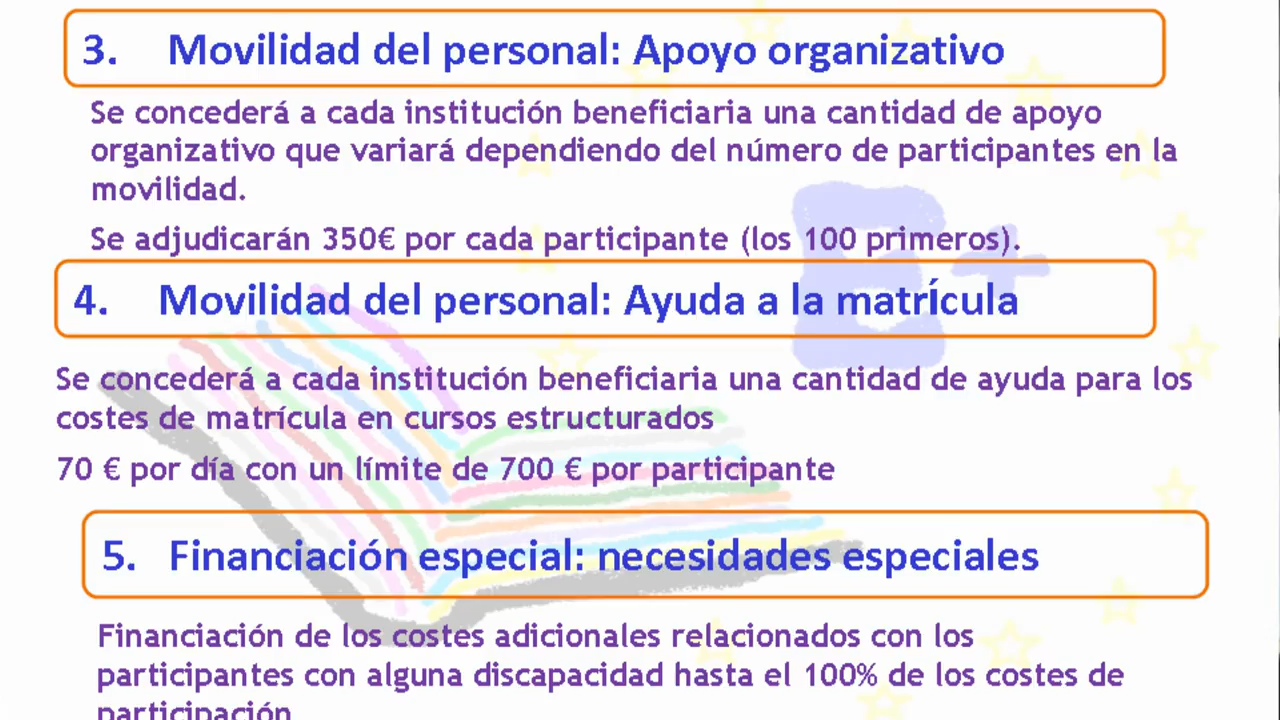 3. Movilidad del personal: Apoyo organizativo
Se concederá a cada institución beneficiaria una cantidad de apoyo
organizativo que variará dependiendo del número de participantes en la
movilidad.
Se adjudicarán 350€ por cada participante (los 100 primeros).
E+
4. Movilidad del personal: Ayuda a la matrícula
Se concederá a cada institución beneficiaria una cantidad de ayuda para los
costes de matrícula en cursos estructurados
70 € por día con un límite de 700 € por participante
5. Financiación especial: necesidades especiales
Financiación de los costes adicionales relacionados con los
participantes con alguna discapacidad hasta el 100% de los costes de
participación